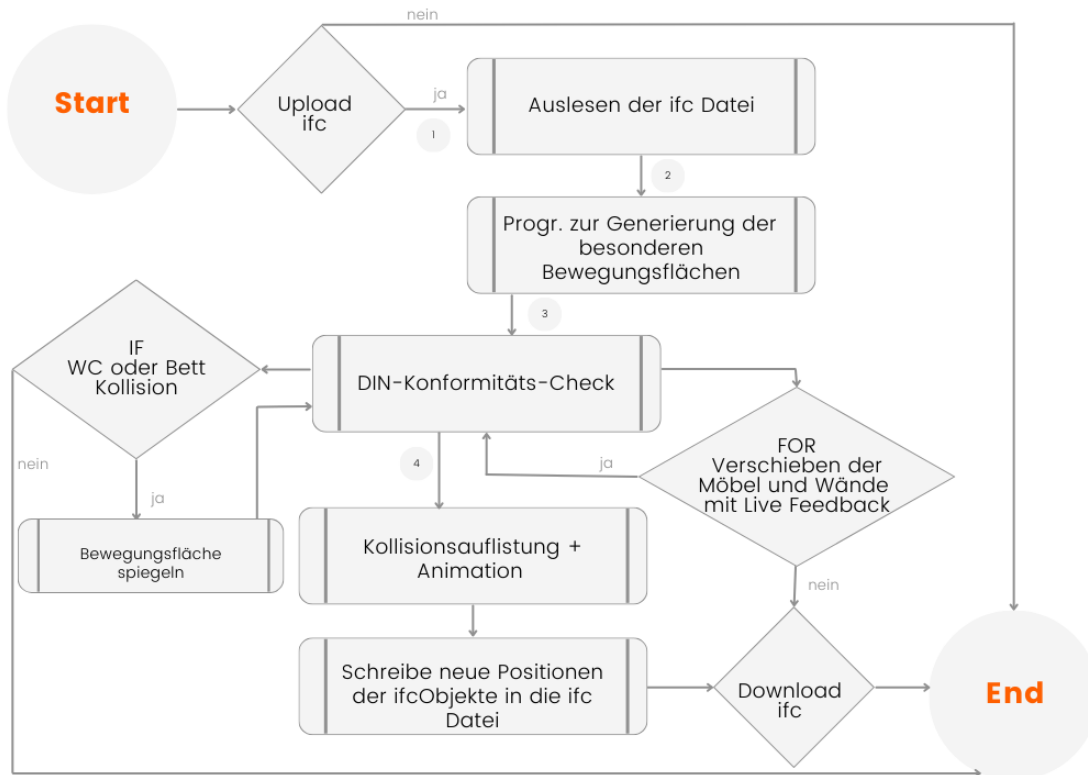 nein
Start
Upload
ifc
ja
1
Auslesen der ifc Datei
2
Progr. zur Generierung der
besonderen
Bewegungsflächen
3
IF
WC oder Bett
Kollision
DIN-Konformitäts-Check
FOR
Verschieben der
Möbel und Wände
mit Live Feedback
nein
ja
4
ja
Bewegungsfläche
spiegeln
Kollisionsauflistung +
Animation
nein
Schreibe neue Positionen
der ifcObjekte in die ifc
Datei
Download
ifc
End